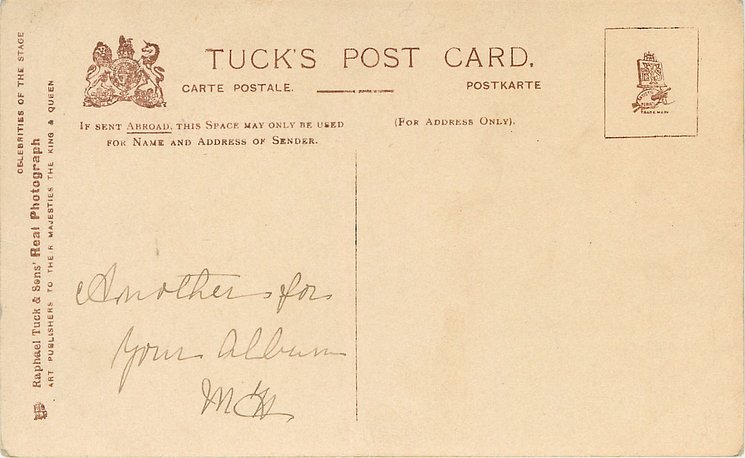 TUCK'S POST CARD.
CARTE POSTALE.
POSTKARTE
IF SENT ABROAD, THIS SPACE MAY ONLY BE USED
FOR NAME AND ADDRESS OF SENDER.
(FOR ADDRESS ONLY).
TRADE MARK
CELEBRITIES OF THE STAGE
Raphael Tuck & Sons' Real Photograph
ART PUBLISHERS TO THEIR MAJESTIES THE KING & QUEEN
Another for
your album